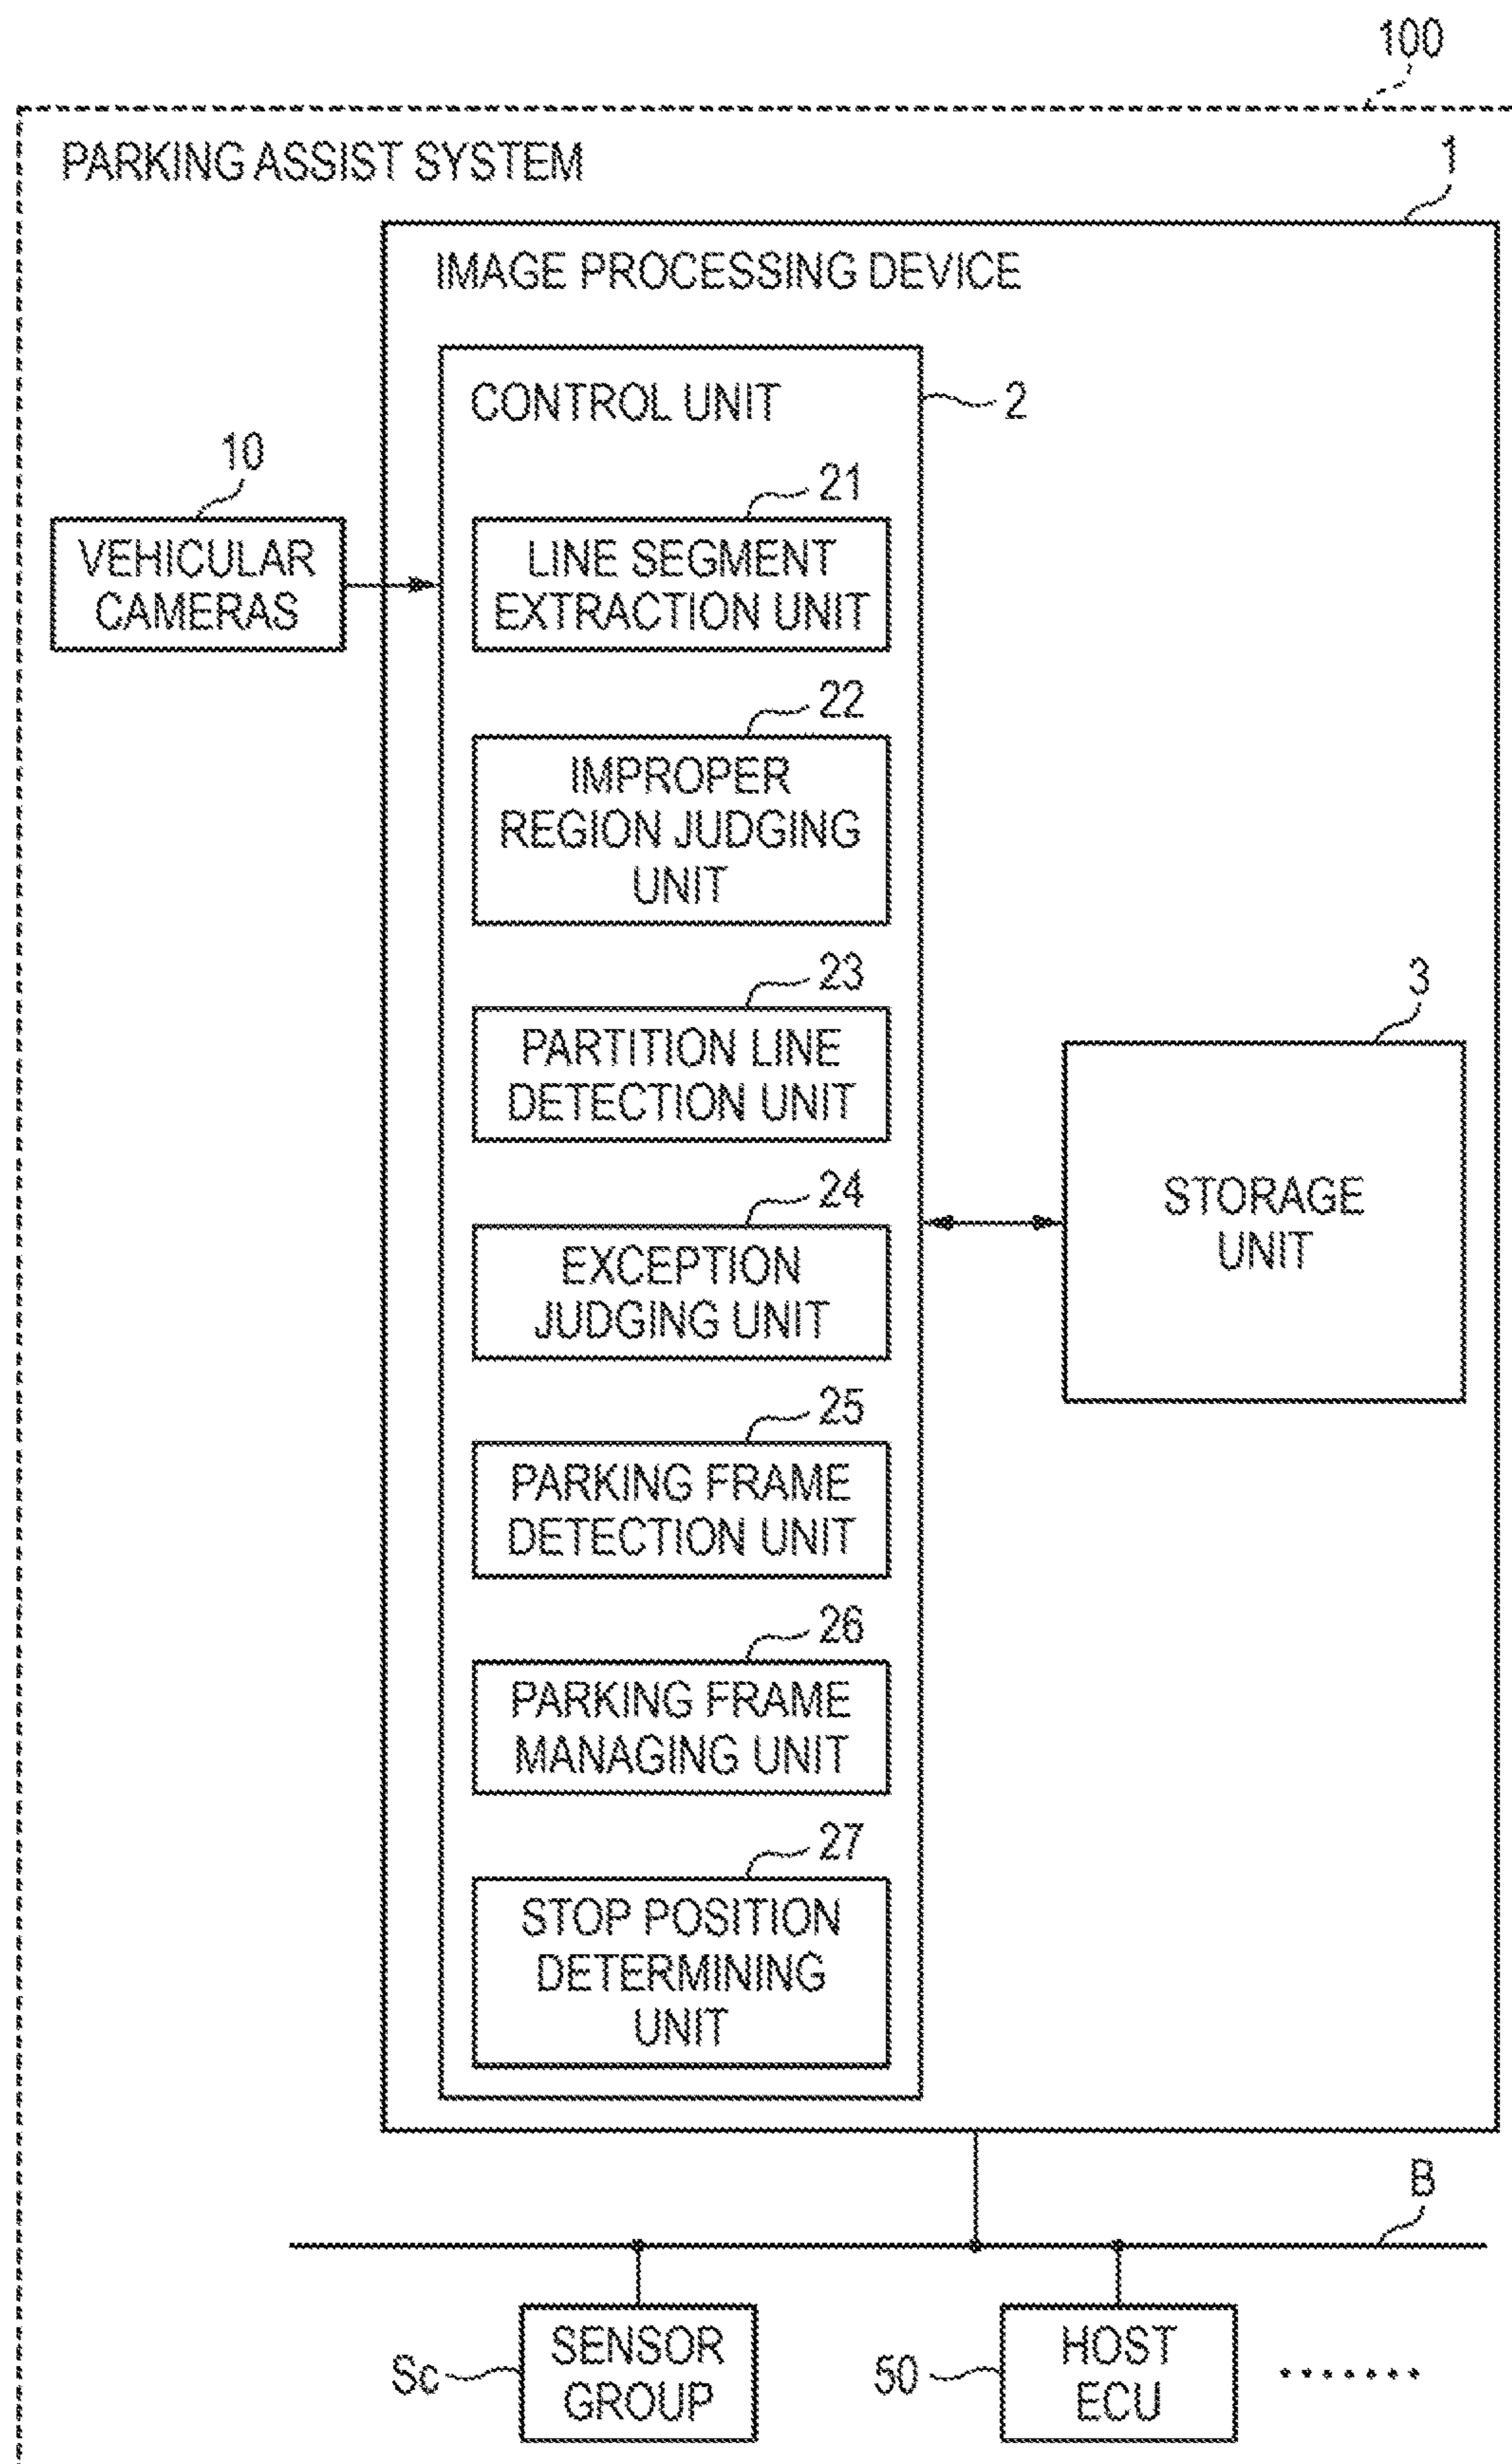 100
PARKING ASSIST SYSTEM
1
IMAGE PROCESSING DEVICE
CONTROL UNIT
2
10
VEHICULAR
CAMERAS
21
LINE SEGMENT
EXTRACTION UNIT
22
IMPROPER
REGION JUDGING
UNIT
23
PARTITION LINE
DETECTION UNIT
3
STORAGE
UNIT
24
EXCEPTION
JUDGING UNIT
25
PARKING FRAME
DETECTION UNIT
26
PARKING FRAME
MANAGING UNIT
27
STOP POSITION
DETERMINING
UNIT
B
Sc
SENSOR
GROUP
50
HOST
ECU
.......